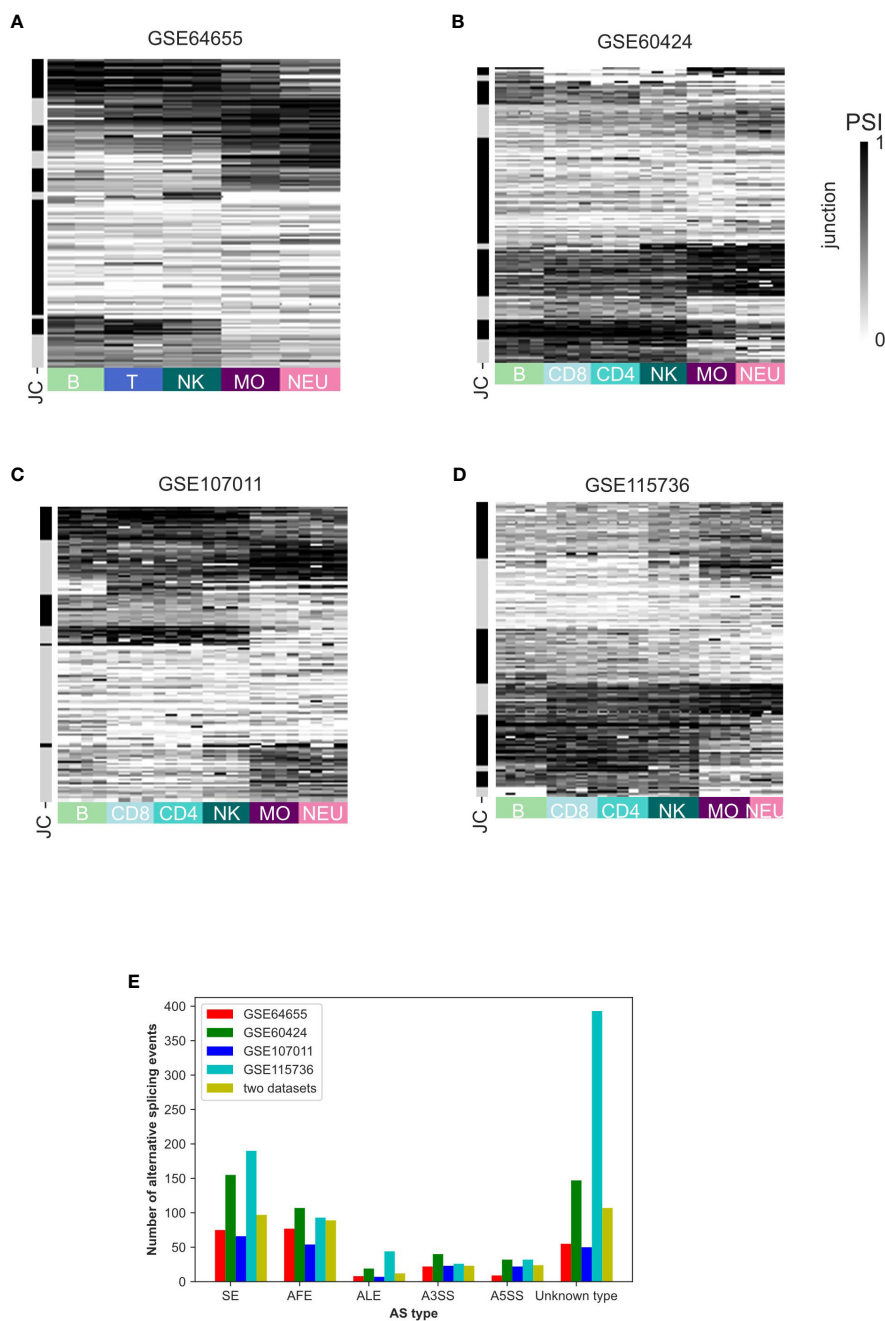 A
GSE64655
JC -
B T NK MO NEU
B
GSE60424
JC -
B CD8 CD4 NK MO NEU
PSI
1
junction
0
C
GSE107011
JC -
B CD8 CD4 NK MO NEU
D
GSE115736
JC -
B CD8 CD4 NK MO NEU
E
Number of alternative splicing events
400
350
300
250
200
150
100
50
0
GSE64655
GSE60424
GSE107011
GSE115736
two datasets
SE AFE ALE A3SS A5SS Unknown type
AS type